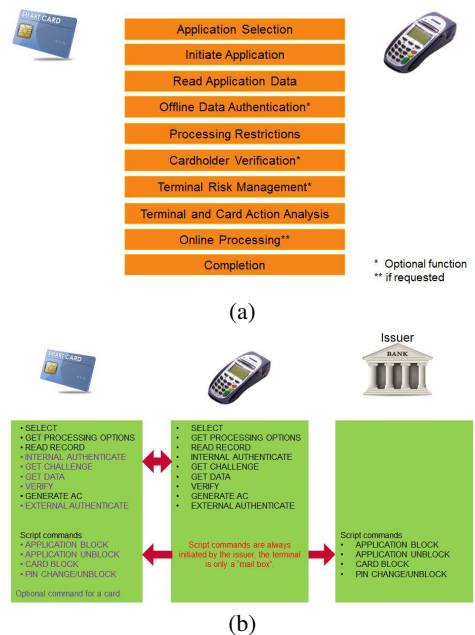 SMART CARD
Application Selection
Initiate Application
Read Application Data
Offline Data Authentication*
Processing Restrictions
Cardholder Verification*
Terminal Risk Management*
Terminal and Card Action Analysis
Online Processing**
Completion
* Optional function
** if requested
(a)
Issuer
SMART CARD
BANK
• SELECT
• GET PROCESSING OPTIONS
• READ RECORD
• INTERNAL AUTHENTICATE
• GET CHALLENGE
• GET DATA
• VERIFY
• GENERATE AC
• EXTERNAL AUTHENTICATE
Script commands
• APPLICATION BLOCK
• APPLICATION UNBLOCK
• CARD BLOCK
• PIN CHANGE/UNBLOCK
Optional command for a card
• SELECT
• GET PROCESSING OPTIONS
• READ RECORD
• INTERNAL AUTHENTICATE
• GET CHALLENGE
• GET DATA
• VERIFY
• GENERATE AC
• EXTERNAL AUTHENTICATE
Script commands are always
initiated by the issuer, the terminal
is only a "mail box".
Script commands
• APPLICATION BLOCK
• APPLICATION UNBLOCK
• CARD BLOCK
• PIN CHANGE/UNBLOCK
(b)